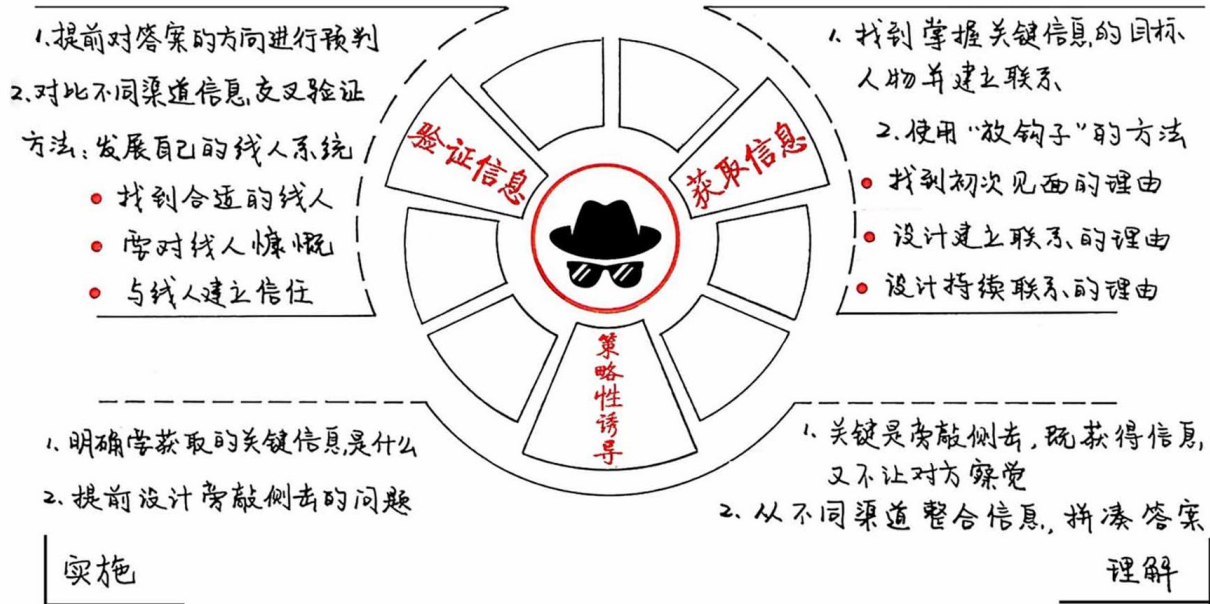 1.提前对答案的方向进行预判
2.对比不同渠道信息,交叉验证
方法:发展自己的线人系统
找到合适的线人
要对线人慷慨
与线人建立信任
验证信息
获取信息
1.找到掌握关键信息的目标
人物并建立联系
2.使用“放钩子”的方法
找到初次见面的理由
设计建立联系的理由
设计持续联系的理由
策略性诱导
1.明确要获取的关键信息是什么
2.提前设计旁敲侧击的问题
实施
1.关键是旁敲侧击,既获得信息,
又不让对方察觉
2.从不同渠道整合信息,拼凑答案
理解